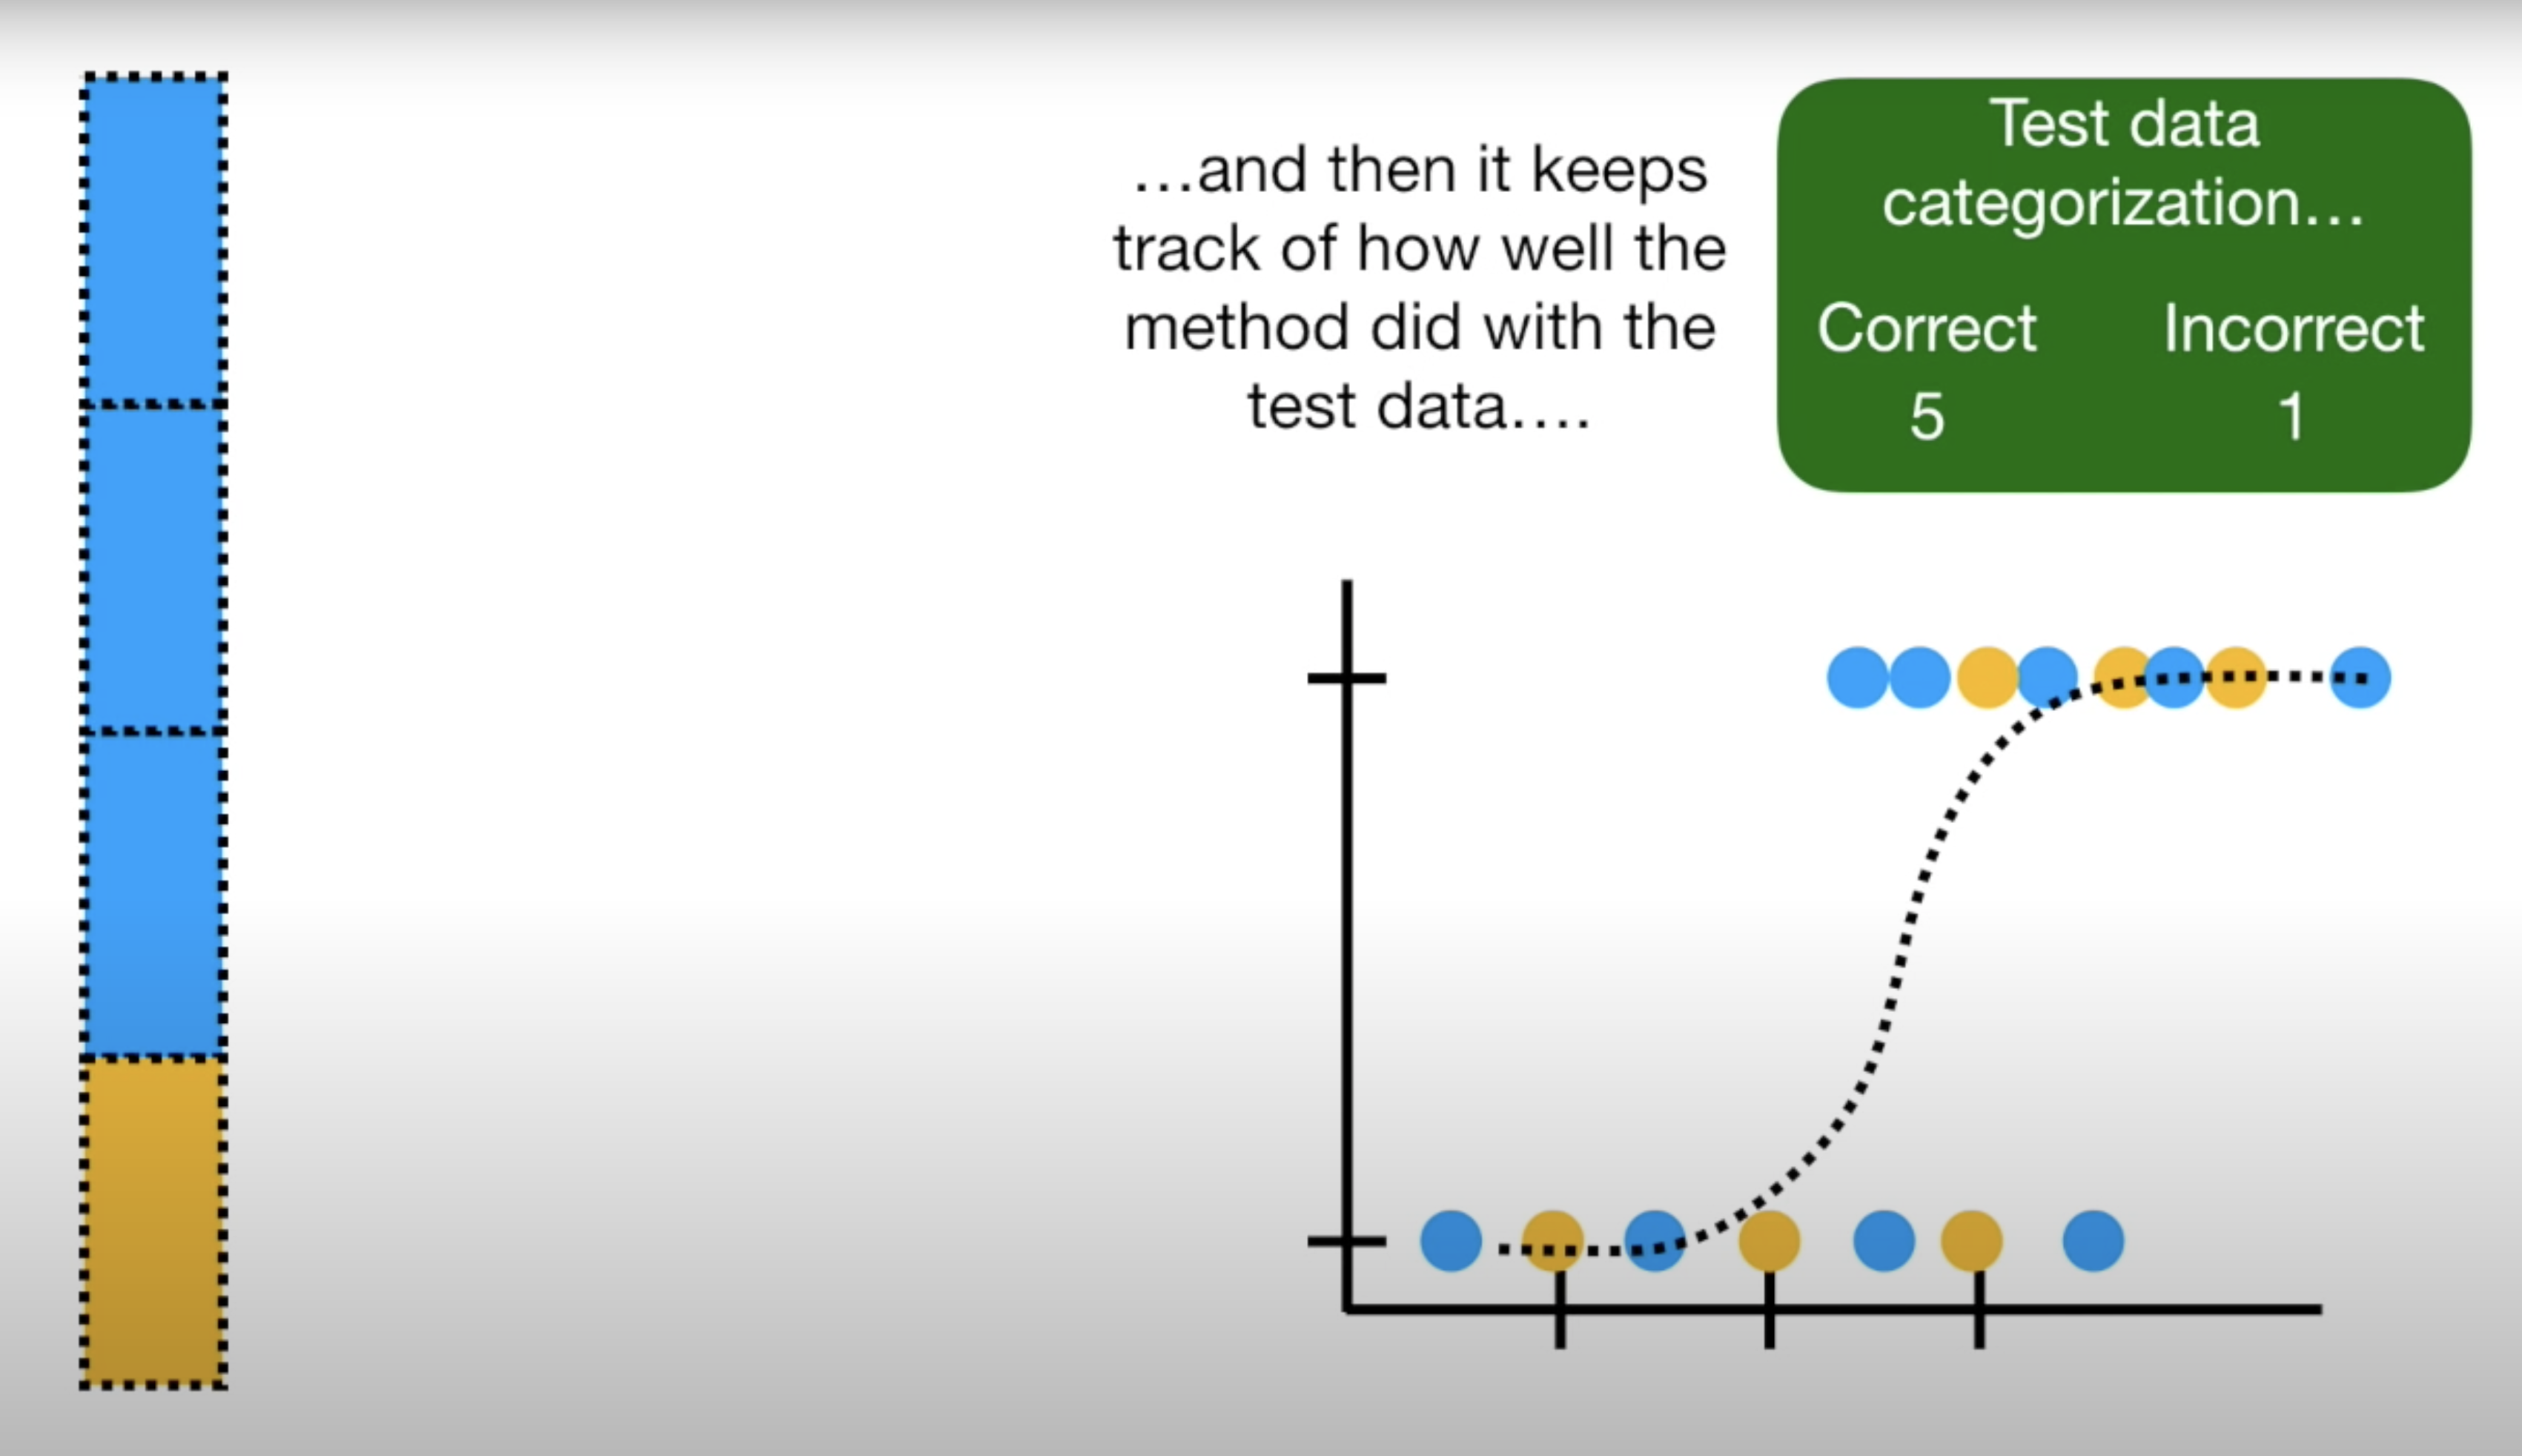 …and then it keeps
track of how well the
method did with the
test data….
Test data
categorization…
Correct Incorrect
5 1